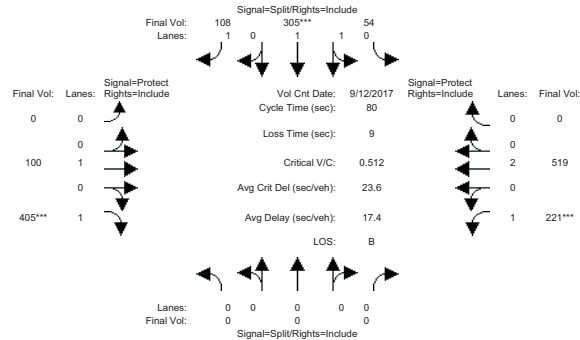 Signal=Split/Rights=Include
Final Vol: 108 305*** 54
Lanes: 1 0 1 1 0
Signal=Protect Signal=Protect
Final Vol: Lanes: Rights=Include Vol Cnt Date: 9/12/2017 Rights=Include Lanes: Final Vol:
Cycle Time (sec): 80
0 0 0 0
Loss Time (sec): 9
0 0
100 1 Critical V/C: 0.512 2 519
0 Avg Crit Del (sec/veh): 23.6 0
405*** 1 Avg Delay (sec/veh): 17.4 1 221***
LOS: B
Lanes: 0 0 0 0 0
Final Vol: 0 0 0
Signal=Split/Rights=Include